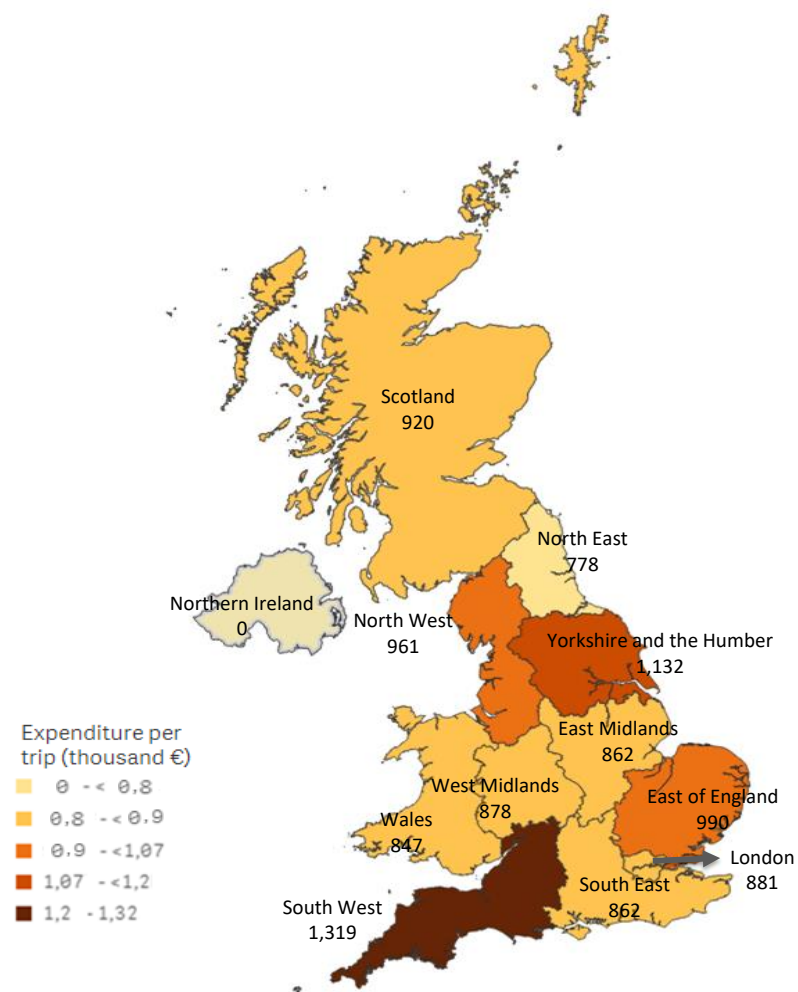 Scotland
920
North East
778
Northern Ireland
0
North West
961
Yorkshire and the Humber
1,132
East Midlands
862
West Midlands
878
East of England
990
Wales
847
London
881
South East
862
South West
1,319
Expenditure per
trip (thousand €)
0 -< 0,8
0,8 -<0,9
0,9 -<1,07
1,07 -<1,2
1,2 -1,32